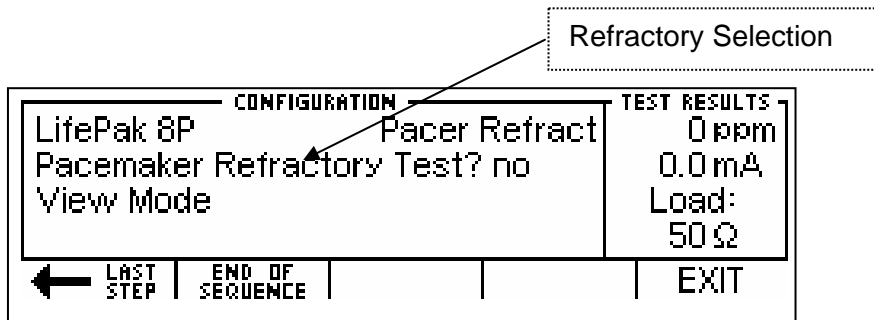 Refractory Selection
CONFIGURATION
TEST RESULTS
LifePak 8P Pacer Refract
0 ppm
Pacemaker Refractory Test? no
0.0 mA
View Mode
Load:
50 Ω
LAST STEP
END OF SEQUENCE
EXIT